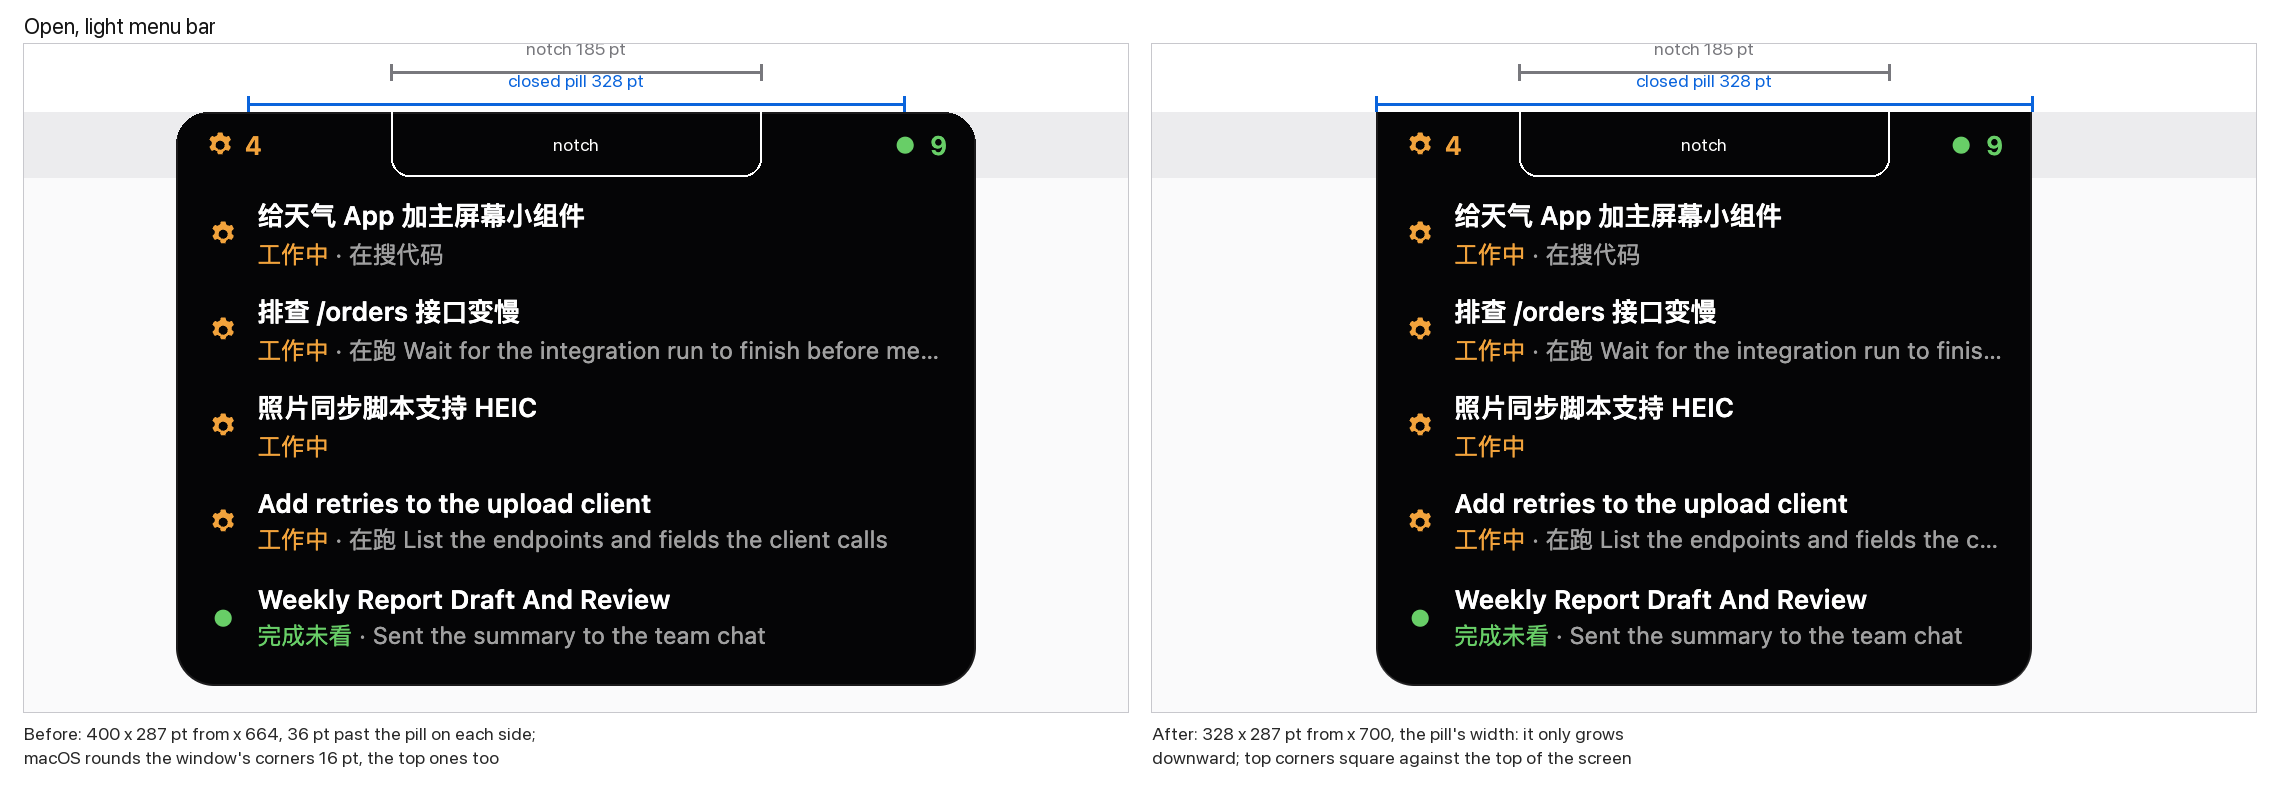 Open, light menu bar
notch 185 pt
closed pill 328 pt
4
notch
9
给天气 App 加主屏幕小组件
工作中 · 在搜代码
排查 /orders 接口变慢
工作中 · 在跑 Wait for the integration run to finish before me...
照片同步脚本支持 HEIC
工作中
Add retries to the upload client
工作中 · 在跑 List the endpoints and fields the client calls
Weekly Report Draft And Review
完成未看 · Sent the summary to the team chat
Before: 400 x 287 pt from x 664, 36 pt past the pill on each side;
macOS rounds the window's corners 16 pt, the top ones too
notch 185 pt
closed pill 328 pt
4
notch
9
给天气 App 加主屏幕小组件
工作中 · 在搜代码
排查 /orders 接口变慢
工作中 · 在跑 Wait for the integration run to finis...
照片同步脚本支持 HEIC
工作中
Add retries to the upload client
工作中 · 在跑 List the endpoints and fields the c...
Weekly Report Draft And Review
完成未看 · Sent the summary to the team chat
After: 328 x 287 pt from x 700, the pill's width: it only grows
downward; top corners square against the top of the screen